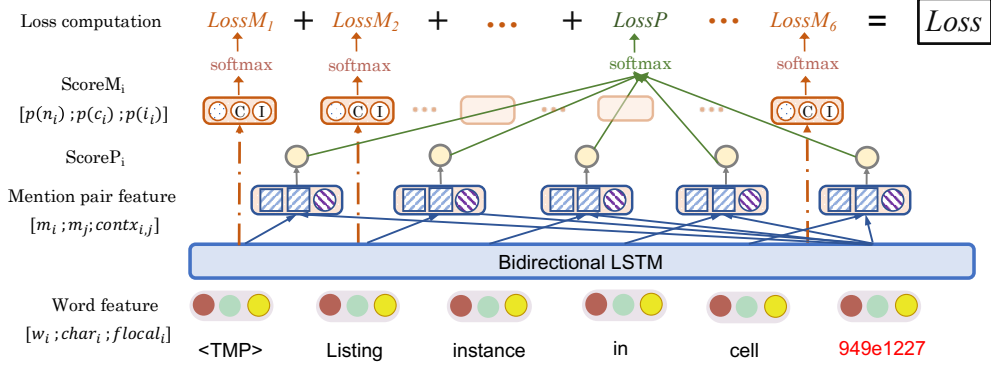 Loss computation LossM₁ + LossM₂ + ··· + LossP ··· LossM₆ = Loss
softmax softmax softmax softmax
ScoreMᵢ
[p(nᵢ) ;p(cᵢ) ;p(iᵢ)] C I C I ··· ··· ··· C I
ScorePᵢ
Mention pair feature
[mᵢ ;mⱼ;contxᵢ,ⱼ]
Bidirectional LSTM
Word feature
[wᵢ ;charᵢ ;flocalᵢ]
<TMP> Listing instance in cell 949e1227